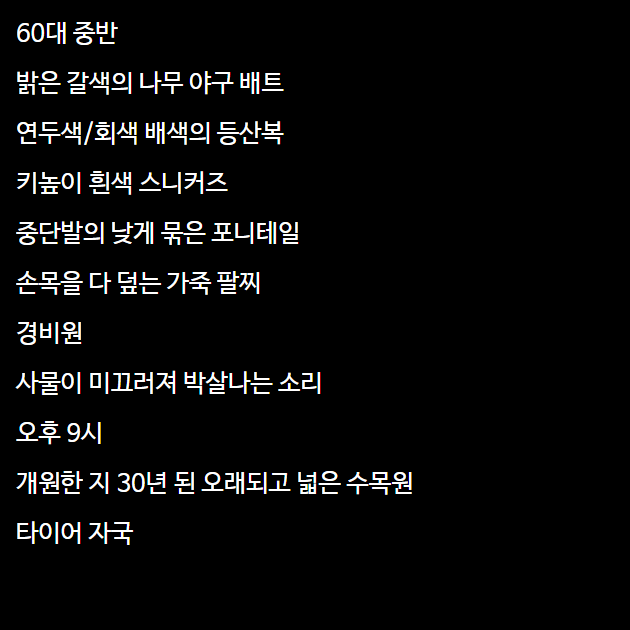 60대 중반
밝은 갈색의 나무 야구 배트
연두색/회색 배색의 등산복
키높이 흰색 스니커즈
중단발의 낮게 묶은 포니테일
손목을 다 덮는 가죽 팔찌
경비원
사물이 미끄러져 박살나는 소리
오후 9시
개원한 지 30년 된 오래되고 넓은 수목원
타이어 자국